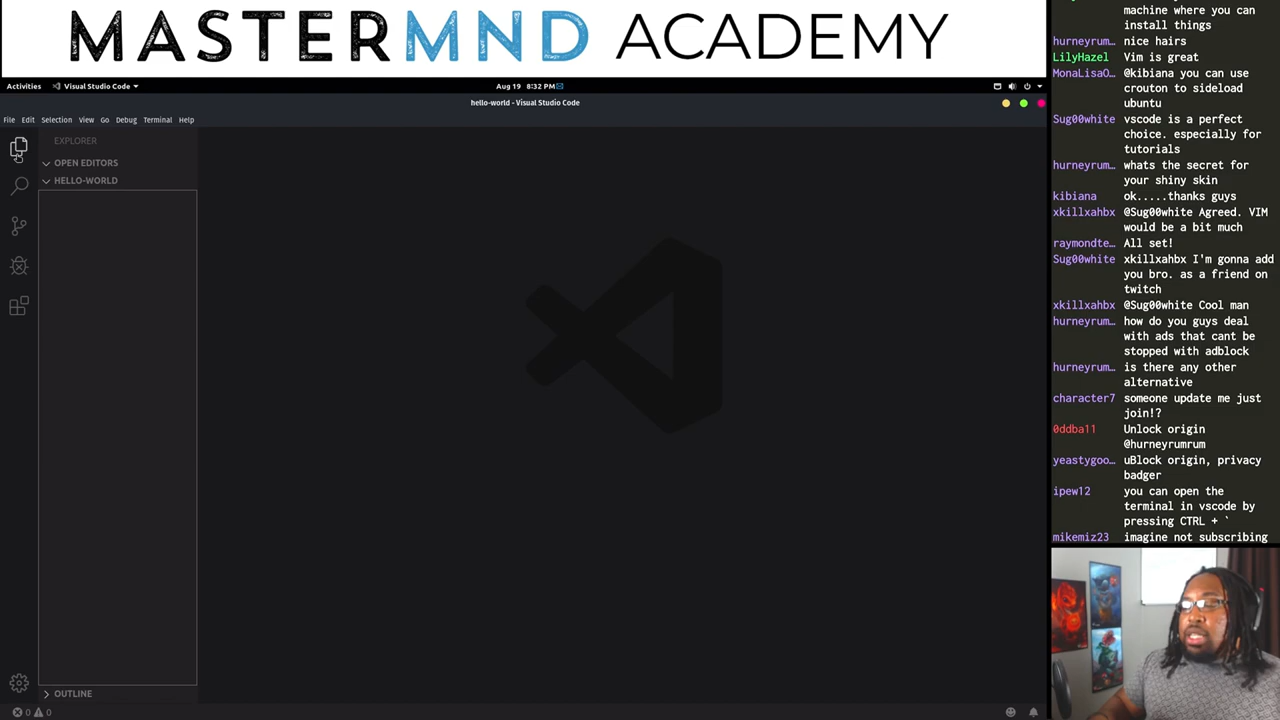 MASTERMND ACADEMY
Activities
Visual Studio Code
Aug 19 8:32 PM
hello-world - Visual Studio Code
File Edit Selection View Go Debug Terminal Help
EXPLORER
OPEN EDITORS
HELLO-WORLD
OUTLINE
0 0
machine where you can
install things
hurneyrum… nice hairs
LilyHazel Vim is great
MonaLisaO… @kibiana you can use
crouton to sideload
ubuntu
Sug00white vscode is a perfect
choice. especially for
tutorials
hurneyrum… whats the secret for
your shiny skin
kibiana ok.....thanks guys
xkillxahbx @Sug00white Agreed. VIM
would be a bit much
raymondte… All set!
Sug00white xkillxahbx I'm gonna add
you bro. as a friend on
twitch
xkillxahbx @Sug00white Cool man
hurneyrum… how do you guys deal
with ads that cant be
stopped with adblock
hurneyrum… is there any other
alternative
character7 someone update me just
join!?
0ddba11 Unlock origin
@hurneyrumrum
yeastygoo… uBlock origin, privacy
badger
ipew12 you can open the
terminal in vscode by
pressing CTRL + `
mikemiz23 imagine not subscribing